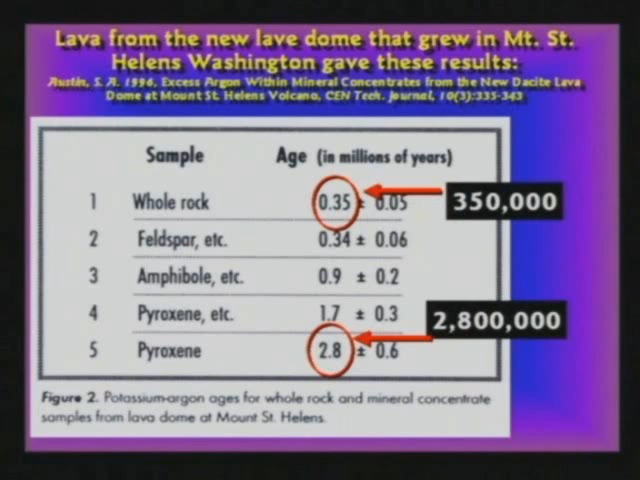 Lava from the new lave dome that grew in Mt. St.
Helens Washington gave these results:
Austin, S. A. 1996, Excess Argon Within Mineral Concentrates from the New Dacite Lava
Dome at Mount St. Helens Volcano, CEN Tech. Journal, 10(3):335-343
Sample Age (in millions of years)
1 Whole rock 0.35 ± 0.05 350,000
2 Feldspar, etc. 0.34 ± 0.06
3 Amphibole, etc. 0.9 ± 0.2
4 Pyroxene, etc. 1.7 ± 0.3 2,800,000
5 Pyroxene 2.8 ± 0.6
Figure 2. Potassium-argon ages for whole rock and mineral concentrate
samples from lava dome at Mount St. Helens.